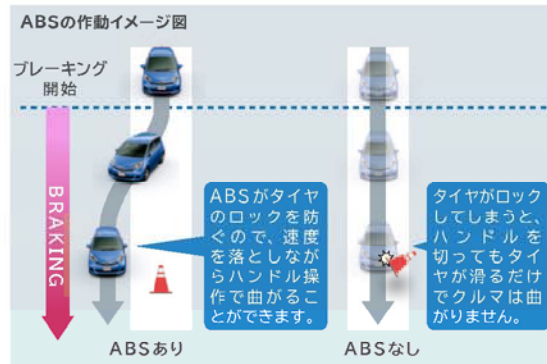 ABSの作動イメージ図
ブレーキング
開始
BRAKING
ABSがタイヤ
のロックを防
ぐので、速度
を落としなが
らハンドル操
作で曲がるこ
とができます。
タイヤがロック
してしまうと、
ハンドルを
切ってもタイ
ヤが滑るだけ
でクルマは曲
がりません。
ABSあり
ABSなし